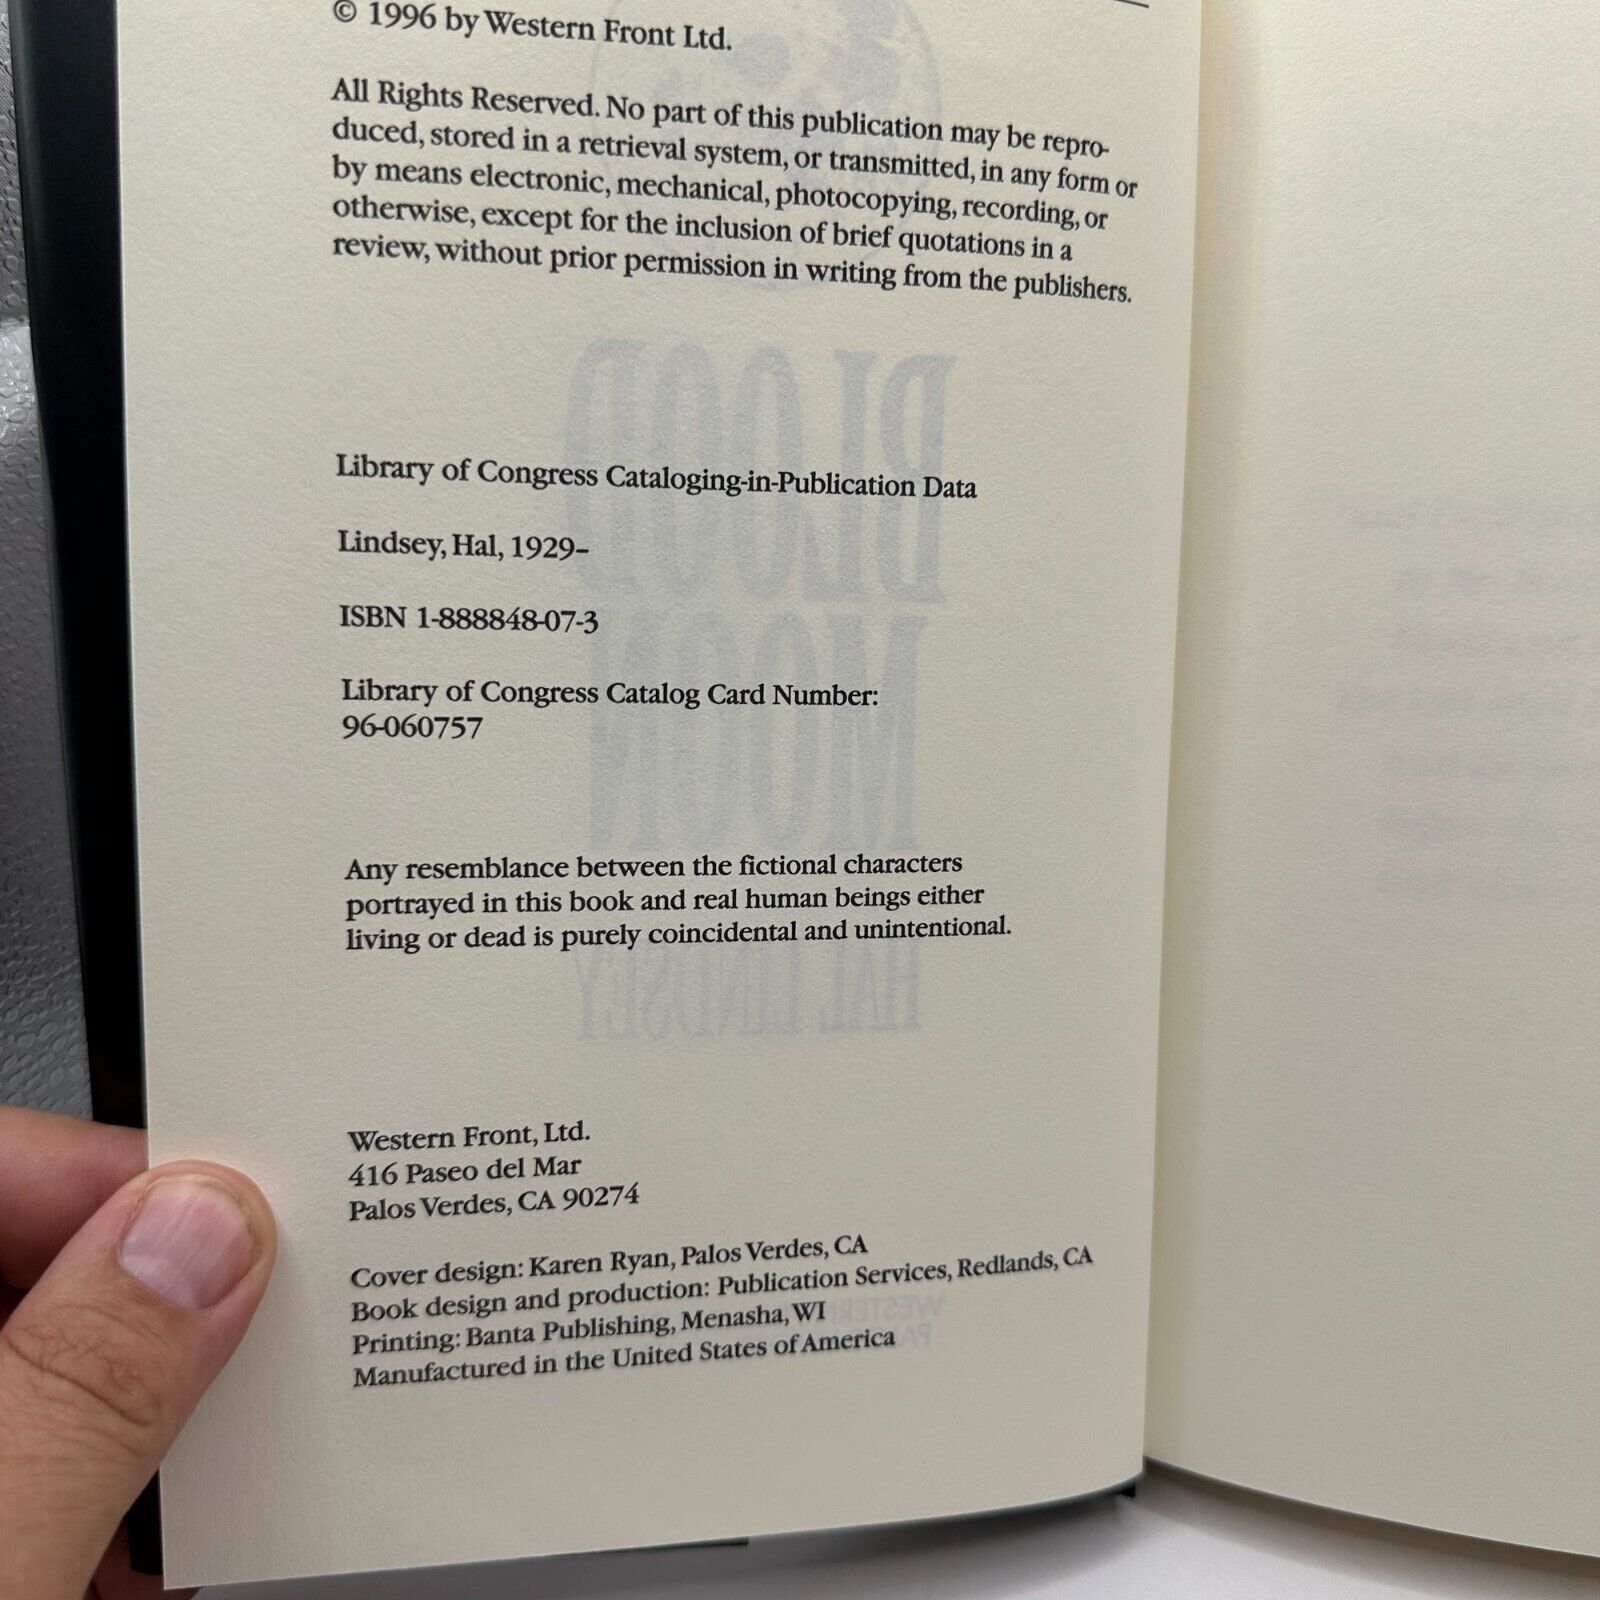 © 1996 by Western Front Ltd.
All Rights Reserved. No part of this publication may be repro-
duced, stored in a retrieval system, or transmitted, in any form or
by means electronic, mechanical, photocopying, recording, or
otherwise, except for the inclusion of brief quotations in a
review, without prior permission in writing from the publishers.
BLOOD
Library of Congress Cataloging-in-Publication Data
Lindsey, Hal, 1929–
ISBN 1-888848-07-3
MOON
Library of Congress Catalog Card Number:
96-060757
Any resemblance between the fictional characters
portrayed in this book and real human beings either
living or dead is purely coincidental and unintentional.
HAL LINDSEY
Western Front, Ltd.
416 Paseo del Mar
Palos Verdes, CA 90274
Cover design: Karen Ryan, Palos Verdes, CA
Book design and production: Publication Services, Redlands, CA
Printing: Banta Publishing, Menasha, WI
Manufactured in the United States of America